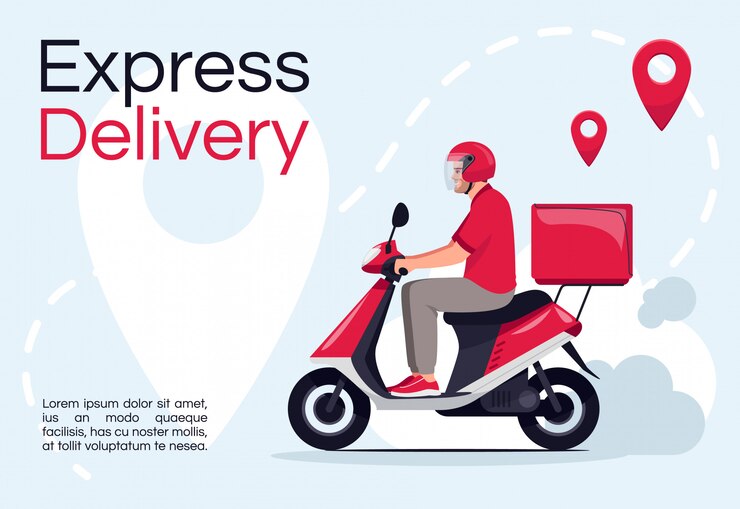 Express
Delivery
Lorem ipsum dolor sit amet,
ius an modo quaeque
facilisis, has cu noster mollis,
at tollit voluptatum te nesea.